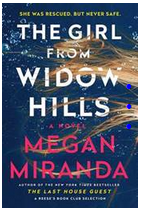 SHE WAS RESCUED. BUT NEVER SAFE.
THE GIRL
FROM
WIDOW
HILLS
A NOVEL
MEGAN
MIRANDA
AUTHOR OF THE NEW YORK TIMES BESTSELLER
THE LAST HOUSE GUEST
A REESE'S BOOK CLUB SELECTION